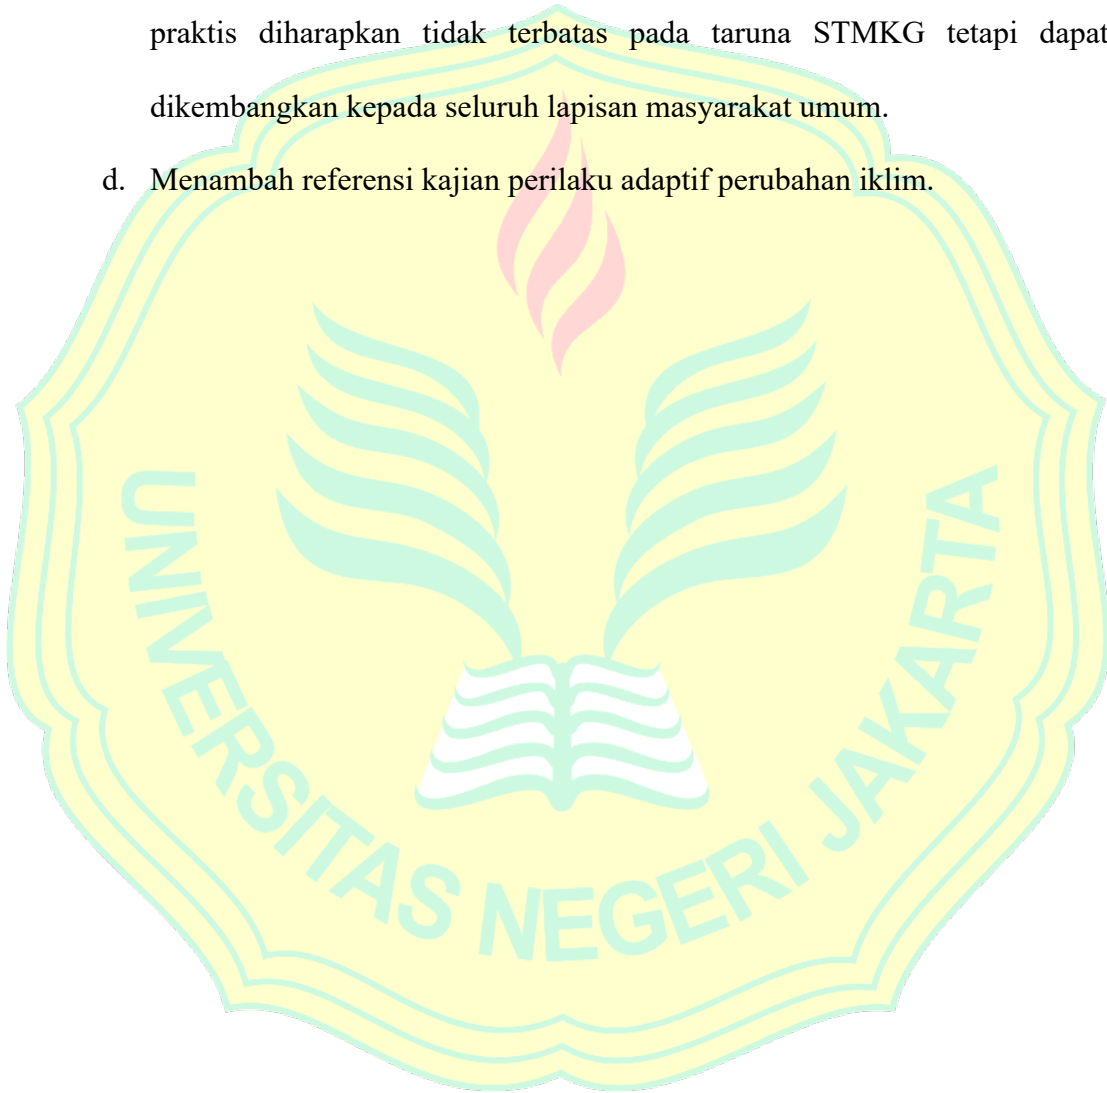 praktis diharapkan tidak terbatas pada taruna STMKG tetapi dapat
dikembangkan kepada seluruh lapisan masyarakat umum.
d. Menambah referensi kajian perilaku adaptif perubahan iklim.
UNIVERSITAS NEGERI JAKARTA